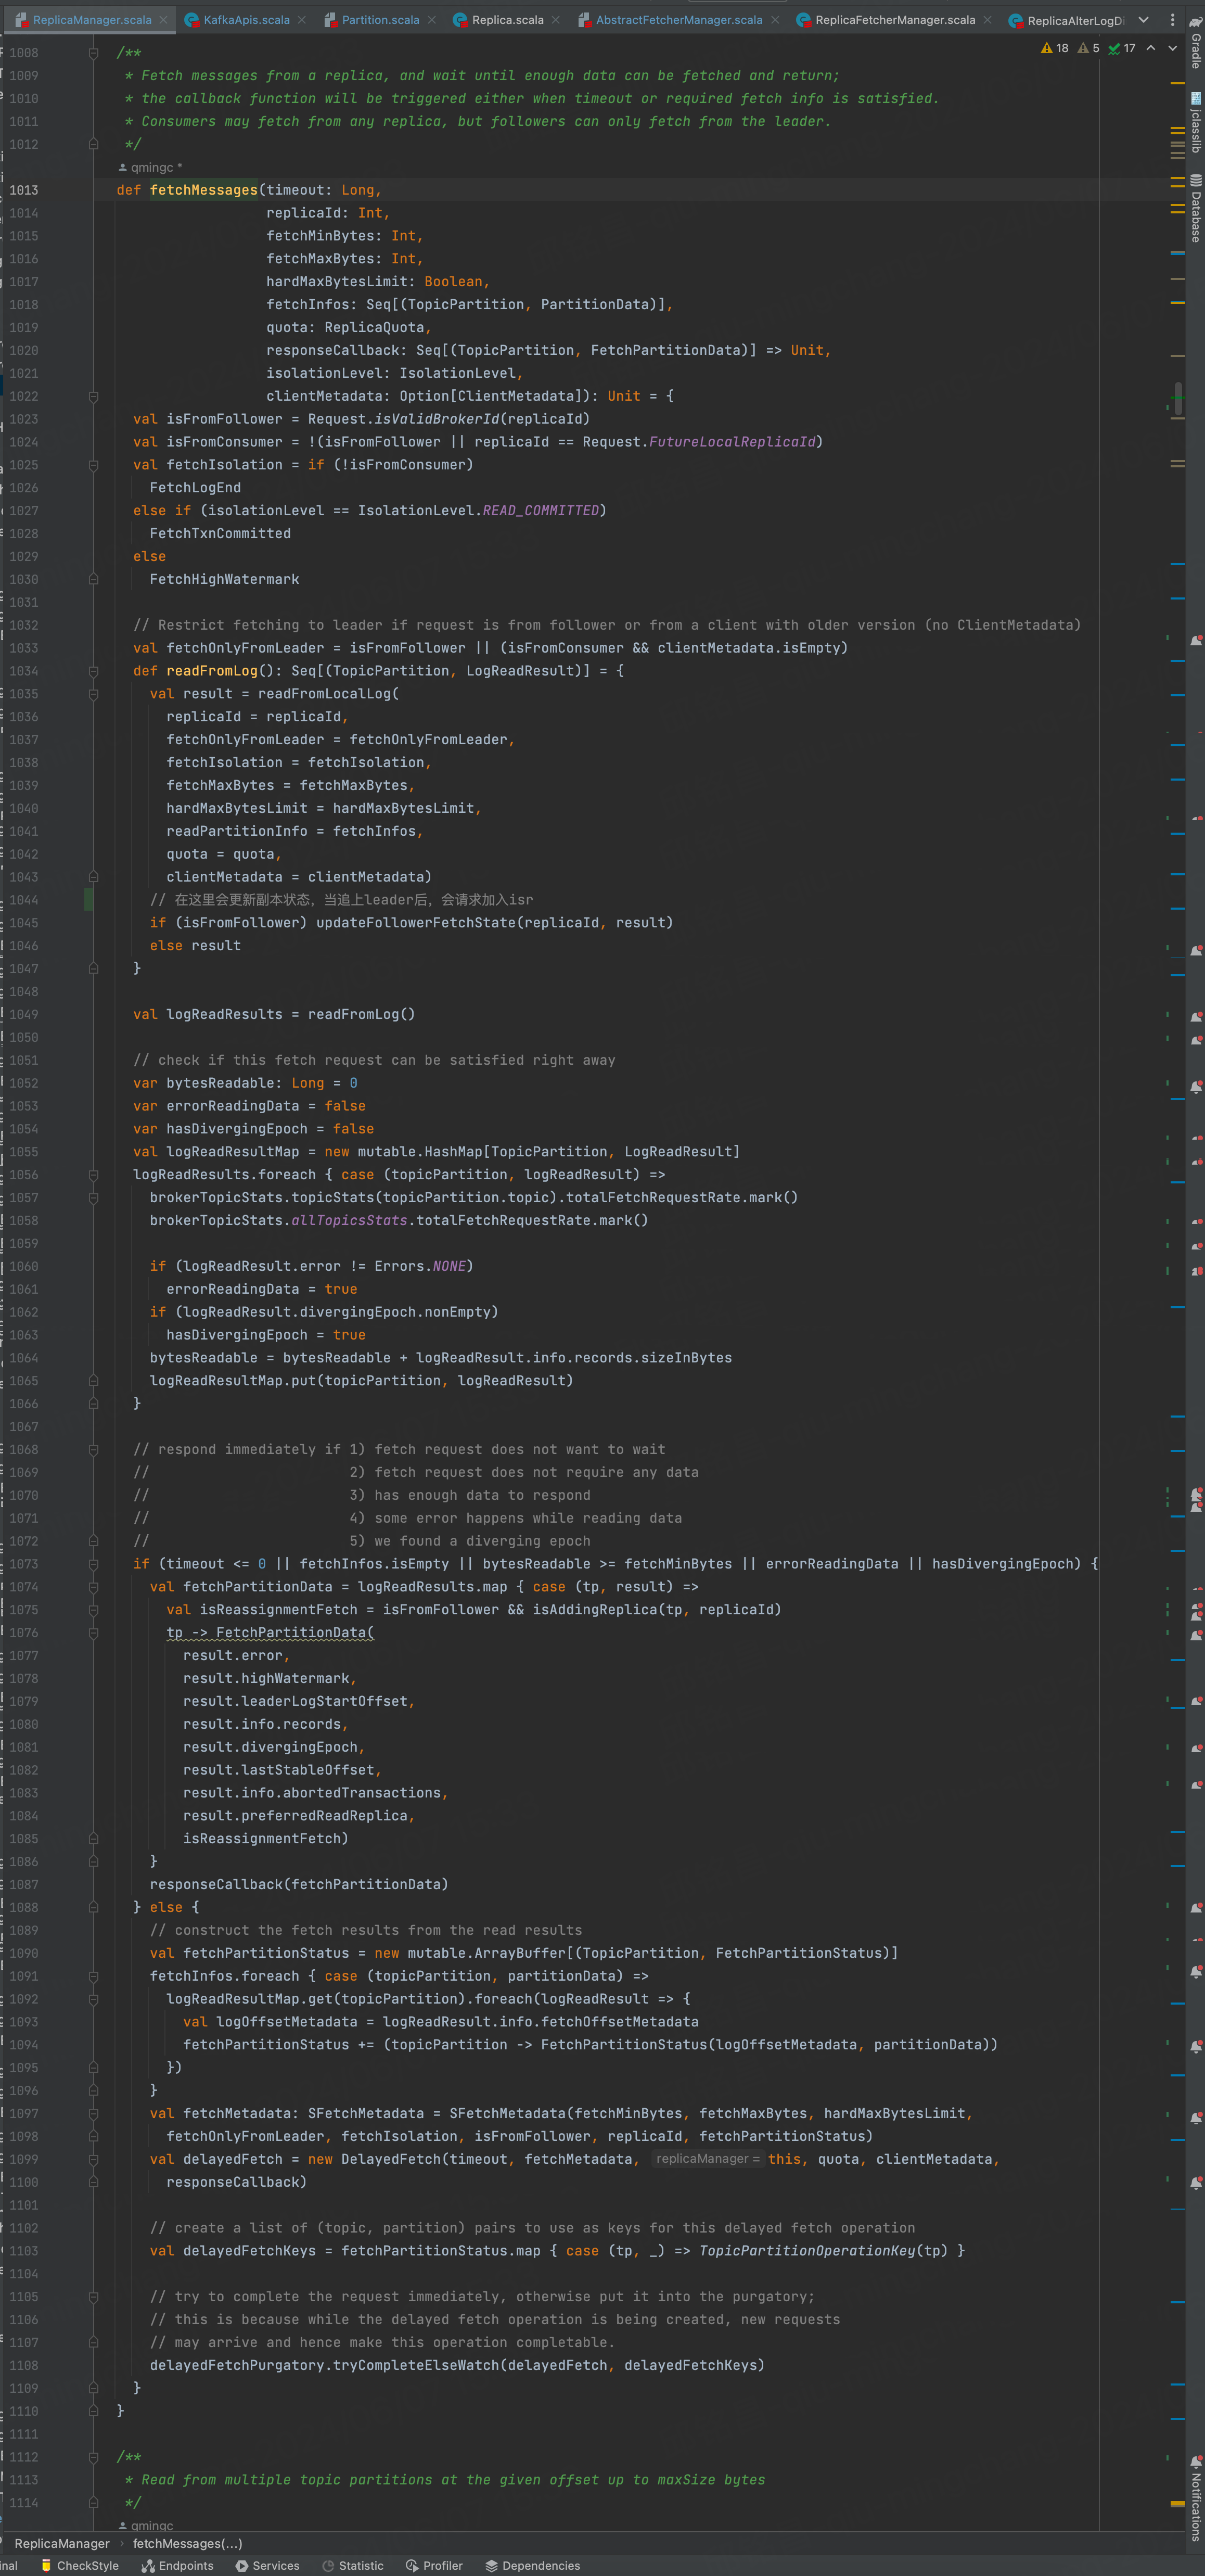 ReplicaManager.scala KafkaApis.scala Partition.scala Replica.scala AbstractFetcherManager.scala ReplicaFetcherManager.scala ReplicaAlterLogDi
18 5 17
Gradle
jclasslib
Database
1008 /**
1009 * Fetch messages from a replica, and wait until enough data can be fetched and return;
1010 * the callback function will be triggered either when timeout or required fetch info is satisfied.
1011 * Consumers may fetch from any replica, but followers can only fetch from the leader.
1012 */
qmingc *
1013 def fetchMessages(timeout: Long,
1014 replicaId: Int,
1015 fetchMinBytes: Int,
1016 fetchMaxBytes: Int,
1017 hardMaxBytesLimit: Boolean,
1018 fetchInfos: Seq[(TopicPartition, PartitionData)],
1019 quota: ReplicaQuota,
1020 responseCallback: Seq[(TopicPartition, FetchPartitionData)] => Unit,
1021 isolationLevel: IsolationLevel,
1022 clientMetadata: Option[ClientMetadata]): Unit = {
1023 val isFromFollower = Request.isValidBrokerId(replicaId)
1024 val isFromConsumer = !(isFromFollower || replicaId == Request.FutureLocalReplicaId)
1025 val fetchIsolation = if (!isFromConsumer)
1026 FetchLogEnd
1027 else if (isolationLevel == IsolationLevel.READ_COMMITTED)
1028 FetchTxnCommitted
1029 else
1030 FetchHighWatermark
1031
1032 // Restrict fetching to leader if request is from follower or from a client with older version (no ClientMetadata)
1033 val fetchOnlyFromLeader = isFromFollower || (isFromConsumer && clientMetadata.isEmpty)
1034 def readFromLog(): Seq[(TopicPartition, LogReadResult)] = {
1035 val result = readFromLocalLog(
1036 replicaId = replicaId,
1037 fetchOnlyFromLeader = fetchOnlyFromLeader,
1038 fetchIsolation = fetchIsolation,
1039 fetchMaxBytes = fetchMaxBytes,
1040 hardMaxBytesLimit = hardMaxBytesLimit,
1041 readPartitionInfo = fetchInfos,
1042 quota = quota,
1043 clientMetadata = clientMetadata)
1044 // 在这里会更新副本状态，当追上leader后，会请求加入isr
1045 if (isFromFollower) updateFollowerFetchState(replicaId, result)
1046 else result
1047 }
1048
1049 val logReadResults = readFromLog()
1050
1051 // check if this fetch request can be satisfied right away
1052 var bytesReadable: Long = 0
1053 var errorReadingData = false
1054 var hasDivergingEpoch = false
1055 val logReadResultMap = new mutable.HashMap[TopicPartition, LogReadResult]
1056 logReadResults.foreach { case (topicPartition, logReadResult) =>
1057 brokerTopicStats.topicStats(topicPartition.topic).totalFetchRequestRate.mark()
1058 brokerTopicStats.allTopicsStats.totalFetchRequestRate.mark()
1059
1060 if (logReadResult.error != Errors.NONE)
1061 errorReadingData = true
1062 if (logReadResult.divergingEpoch.nonEmpty)
1063 hasDivergingEpoch = true
1064 bytesReadable = bytesReadable + logReadResult.info.records.sizeInBytes
1065 logReadResultMap.put(topicPartition, logReadResult)
1066 }
1067
1068 // respond immediately if 1) fetch request does not want to wait
1069 // 2) fetch request does not require any data
1070 // 3) has enough data to respond
1071 // 4) some error happens while reading data
1072 // 5) we found a diverging epoch
1073 if (timeout <= 0 || fetchInfos.isEmpty || bytesReadable >= fetchMinBytes || errorReadingData || hasDivergingEpoch) {
1074 val fetchPartitionData = logReadResults.map { case (tp, result) =>
1075 val isReassignmentFetch = isFromFollower && isAddingReplica(tp, replicaId)
1076 tp -> FetchPartitionData(
1077 result.error,
1078 result.highWatermark,
1079 result.leaderLogStartOffset,
1080 result.info.records,
1081 result.divergingEpoch,
1082 result.lastStableOffset,
1083 result.info.abortedTransactions,
1084 result.preferredReadReplica,
1085 isReassignmentFetch)
1086 }
1087 responseCallback(fetchPartitionData)
1088 } else {
1089 // construct the fetch results from the read results
1090 val fetchPartitionStatus = new mutable.ArrayBuffer[(TopicPartition, FetchPartitionStatus)]
1091 fetchInfos.foreach { case (topicPartition, partitionData) =>
1092 logReadResultMap.get(topicPartition).foreach(logReadResult => {
1093 val logOffsetMetadata = logReadResult.info.fetchOffsetMetadata
1094 fetchPartitionStatus += (topicPartition -> FetchPartitionStatus(logOffsetMetadata, partitionData))
1095 })
1096 }
1097 val fetchMetadata: SFetchMetadata = SFetchMetadata(fetchMinBytes, fetchMaxBytes, hardMaxBytesLimit,
1098 fetchOnlyFromLeader, fetchIsolation, isFromFollower, replicaId, fetchPartitionStatus)
1099 val delayedFetch = new DelayedFetch(timeout, fetchMetadata, replicaManager = this, quota, clientMetadata,
1100 responseCallback)
1101
1102 // create a list of (topic, partition) pairs to use as keys for this delayed fetch operation
1103 val delayedFetchKeys = fetchPartitionStatus.map { case (tp, _) => TopicPartitionOperationKey(tp) }
1104
1105 // try to complete the request immediately, otherwise put it into the purgatory;
1106 // this is because while the delayed fetch operation is being created, new requests
1107 // may arrive and hence make this operation completable.
1108 delayedFetchPurgatory.tryCompleteElseWatch(delayedFetch, delayedFetchKeys)
1109 }
1110 }
1111
1112 /**
1113 * Read from multiple topic partitions at the given offset up to maxSize bytes
1114 */
qmingc
Notifications
ReplicaManager > fetchMessages(...)
inal CheckStyle Endpoints Services Statistic Profiler Dependencies